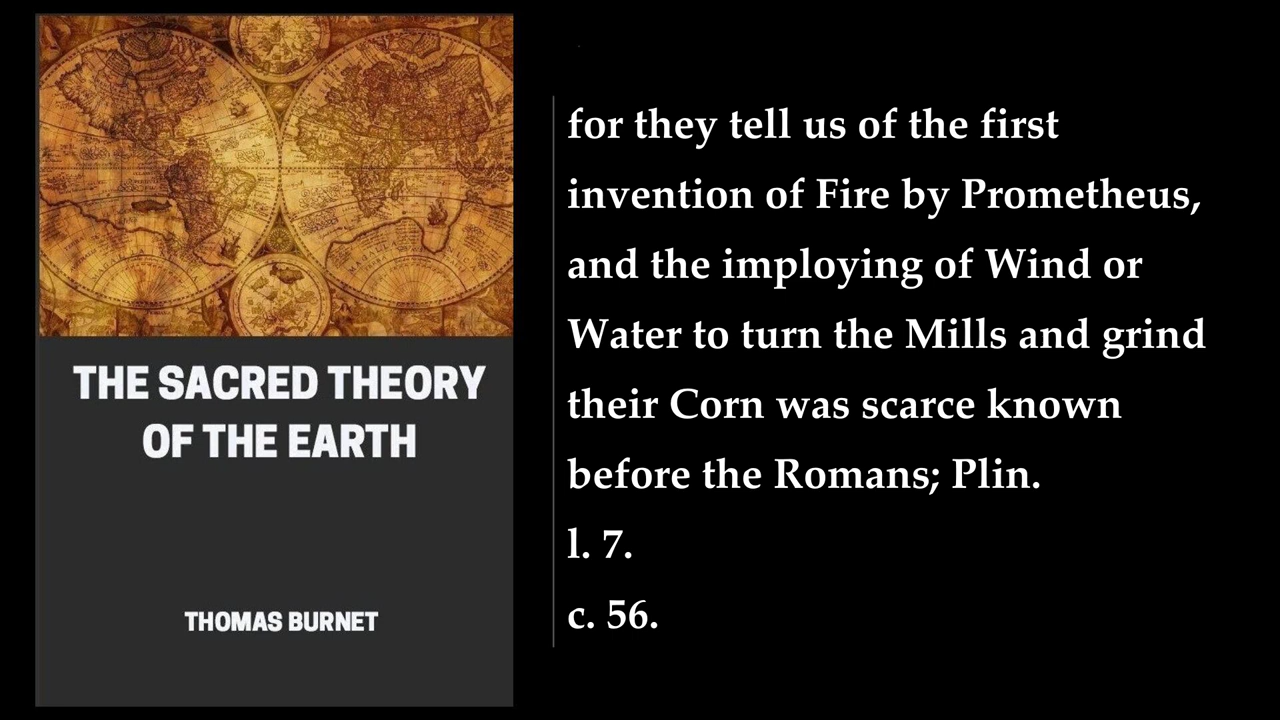 THE SACRED THEORY
OF THE EARTH
THOMAS BURNET
for they tell us of the first
invention of Fire by Prometheus,
and the imploying of Wind or
Water to turn the Mills and grind
their Corn was scarce known
before the Romans; Plin.
l. 7.
c. 56.